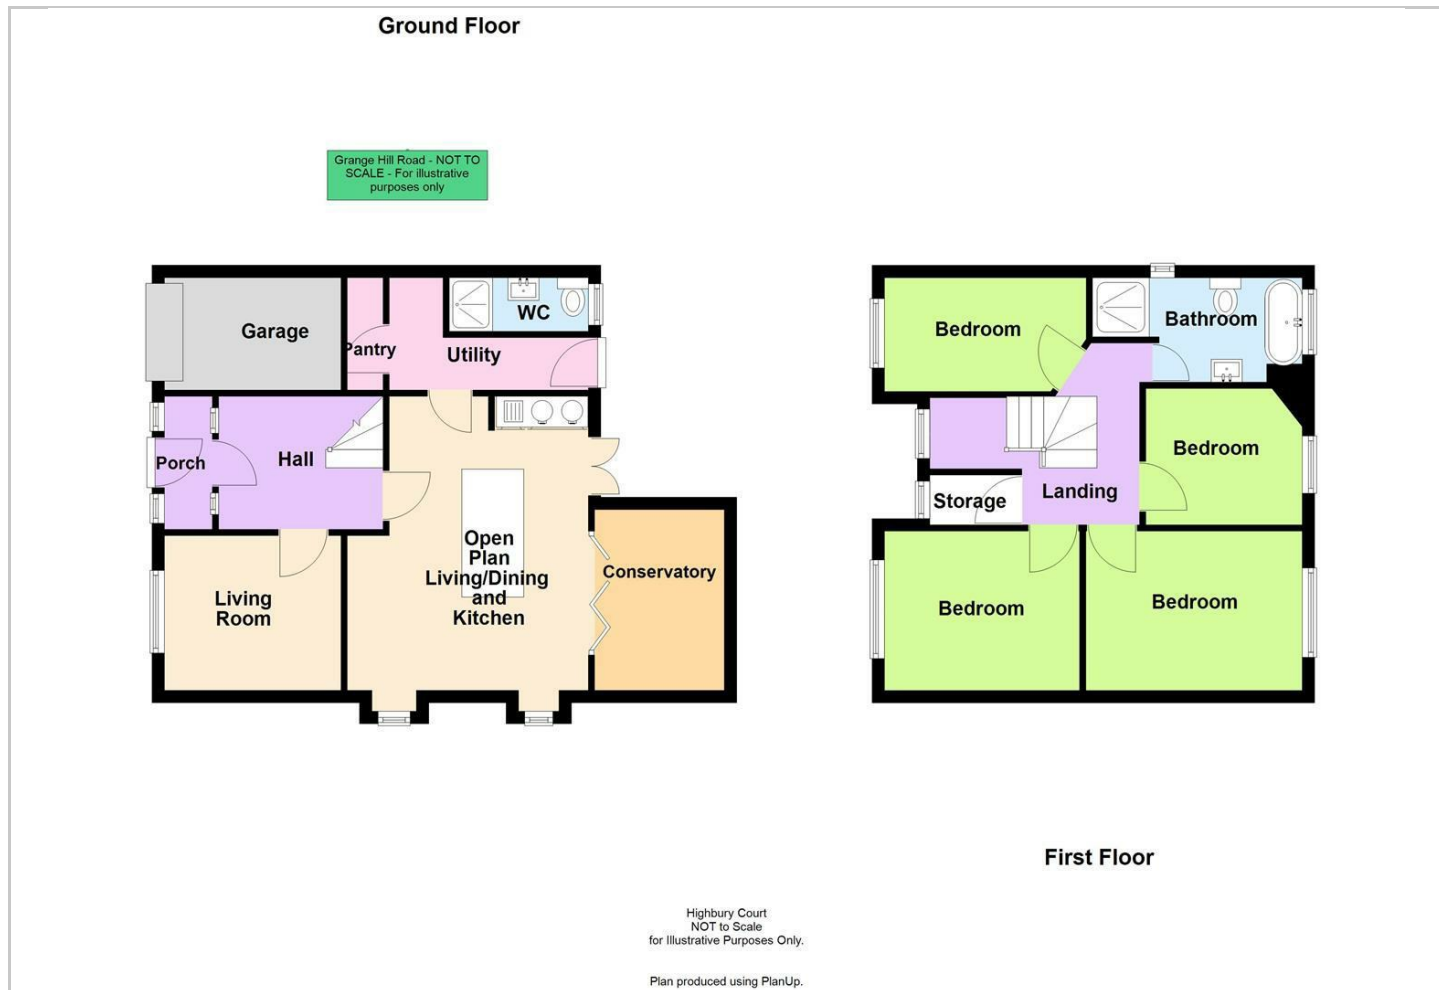 Ground Floor
Grange Hill Road - NOT TO
SCALE - For illustrative
purposes only
Garage
Pantry
Utility
WC
Porch
Hall
Living
Room
Open
Plan
Living/Dining
and
Kitchen
Conservatory
Bedroom
Bathroom
Bedroom
Storage
Landing
Bedroom
Bedroom
First Floor
Highbury Court
NOT to Scale
for Illustrative Purposes Only.
Plan produced using PlanUp.